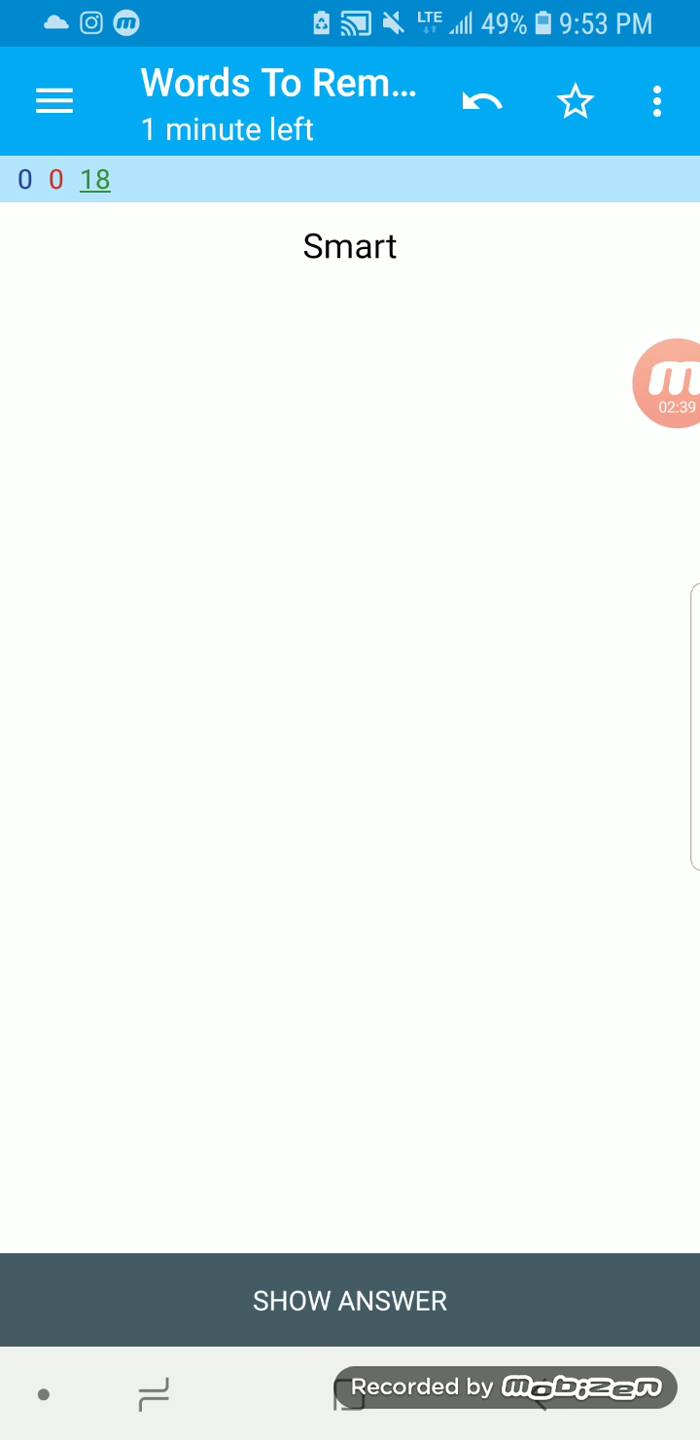 m
LTE 49% 9:53 PM
Words To Rem...
1 minute left
0 0 18
Smart
m
02:39
SHOW ANSWER
Recorded by mobizen